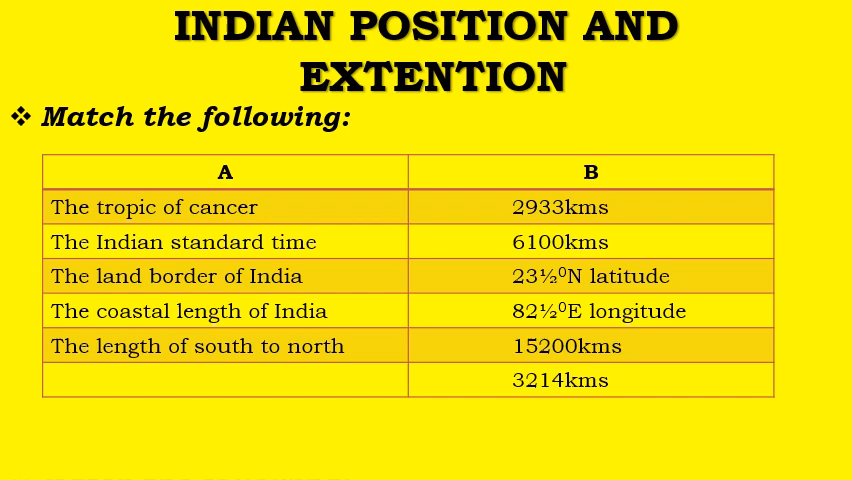 INDIAN POSITION AND
EXTENTION
❖ Match the following:
A B
The tropic of cancer 2933kms
The Indian standard time 6100kms
The land border of India 23½⁰N latitude
The coastal length of India 82½⁰E longitude
The length of south to north 15200kms
3214kms